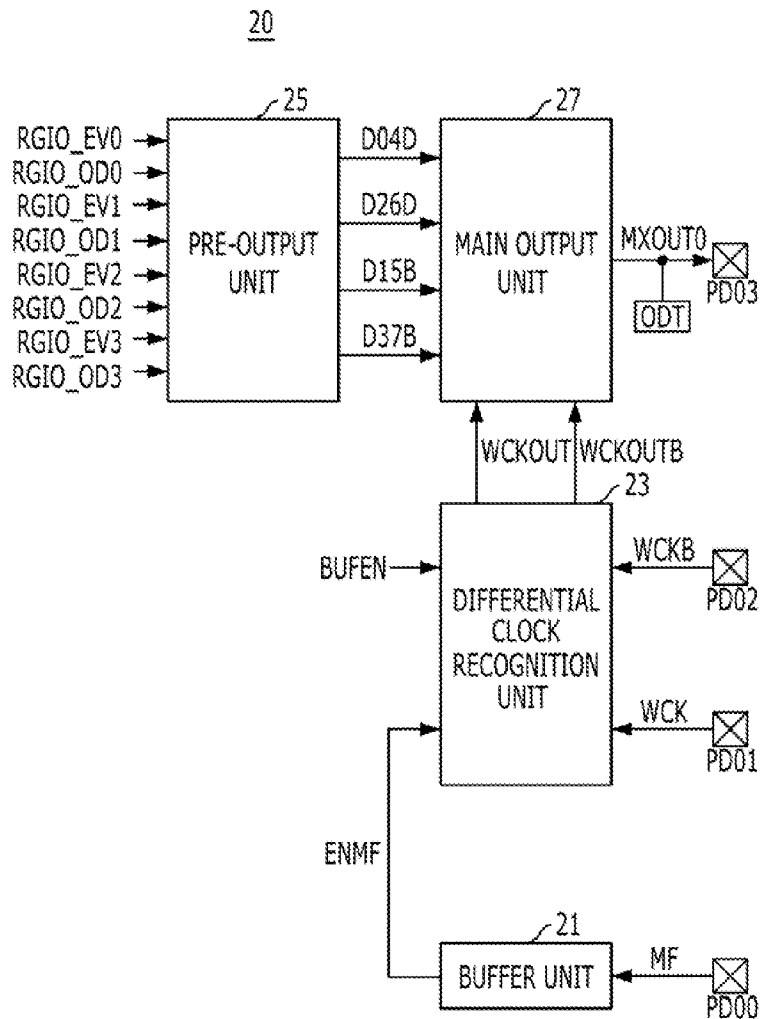 20
25
27
RGIO_EV0
RGIO_OD0
RGIO_EV1
RGIO_OD1
RGIO_EV2
RGIO_OD2
RGIO_EV3
RGIO_OD3
PRE-OUTPUT
UNIT
D04D
D26D
D15B
D37B
MAIN OUTPUT
UNIT
MXOUT0
PD03
ODT
WCKOUT
WCKOUTB
23
BUFEN
DIFFERENTIAL
CLOCK
RECOGNITION
UNIT
WCKB
PD02
WCK
PD01
ENMF
21
BUFFER UNIT
MF
PD00